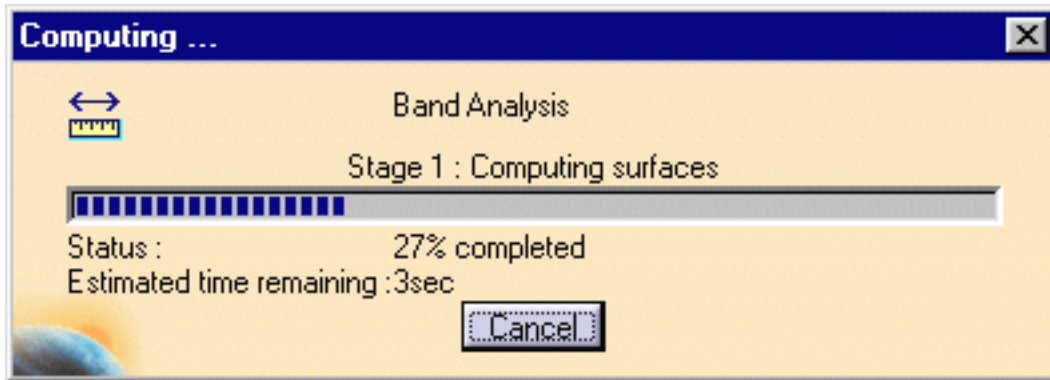 Computing ...
Band Analysis
Stage 1 : Computing surfaces
Status : 27% completed
Estimated time remaining :3sec
Cancel